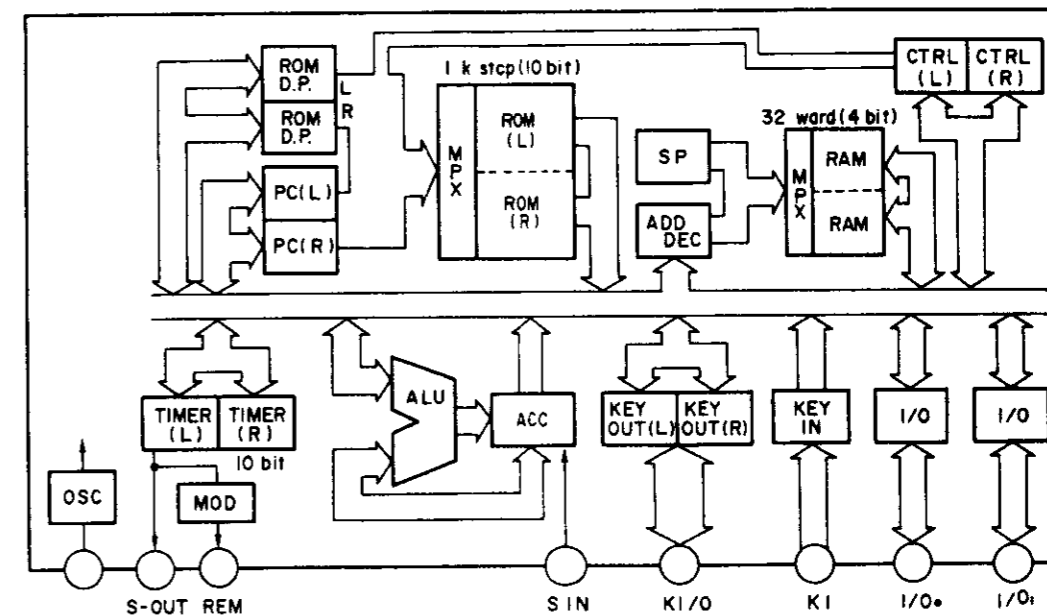 1 k stcp(10 bit)
ROM
D.P.
L
R
ROM
D.P.
PC(L)
PC(R)
MPX
ROM
(L)
ROM
(R)
SP
ADD
DEC
32 ward(4 bit)
MPX
RAM
RAM
CTRL
(L)
CTRL
(R)
TIMER
(L)
TIMER
(R)
10 bit
OSC
MOD
ALU
ACC
KEY
OUT(L)
KEY
OUT(R)
KEY
IN
I/O
I/O
S-OUT
REM
SIN
KI/O
KI
I/O
I/O